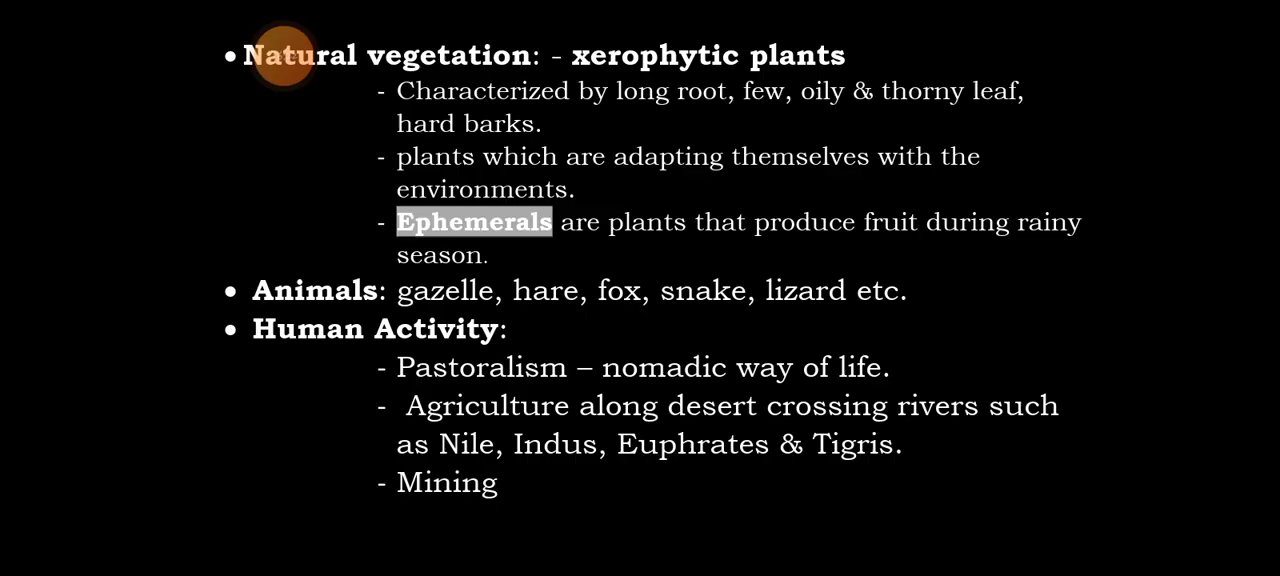 • Natural vegetation: - xerophytic plants
- Characterized by long root, few, oily & thorny leaf,
hard barks.
- plants which are adapting themselves with the
environments.
- Ephemerals are plants that produce fruit during rainy
season.
• Animals: gazelle, hare, fox, snake, lizard etc.
• Human Activity:
- Pastoralism – nomadic way of life.
- Agriculture along desert crossing rivers such
as Nile, Indus, Euphrates & Tigris.
- Mining